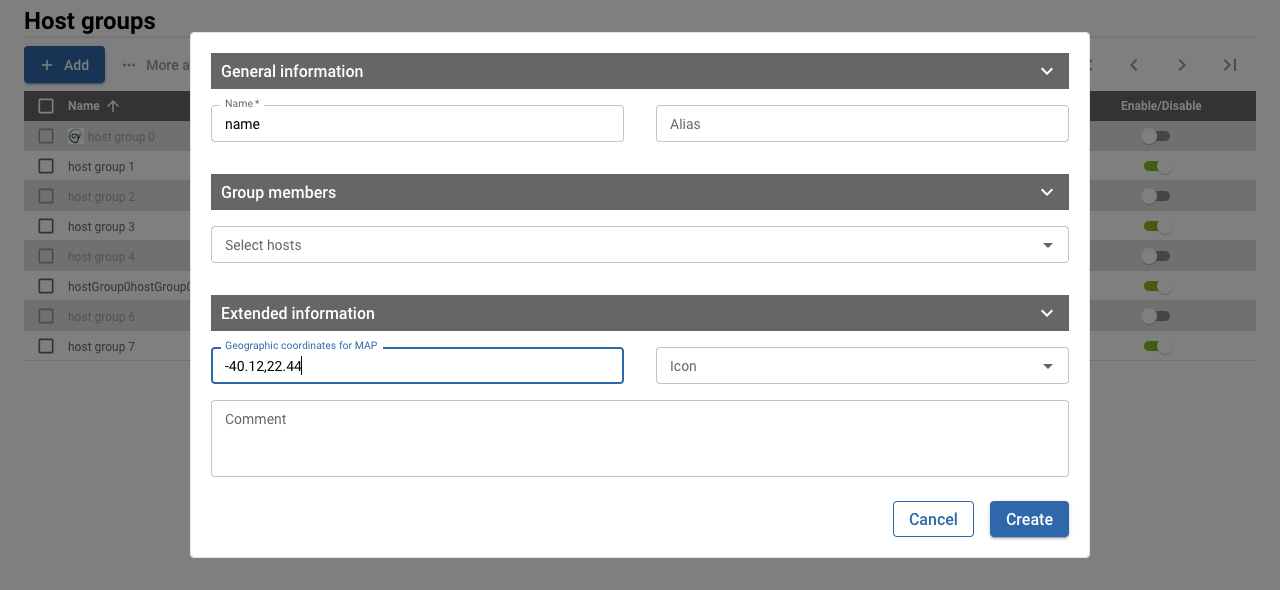 Host groups
Add
More a
Name
Enable/Disable
host group 0
host group 1
host group 2
host group 3
host group 4
hostGroup0hostGroup0
host group 6
host group 7
General information
Name *
name
Alias
Group members
Select hosts
Extended information
Geographic coordinates for MAP
-40.12,22.44
Icon
Comment
Cancel
Create